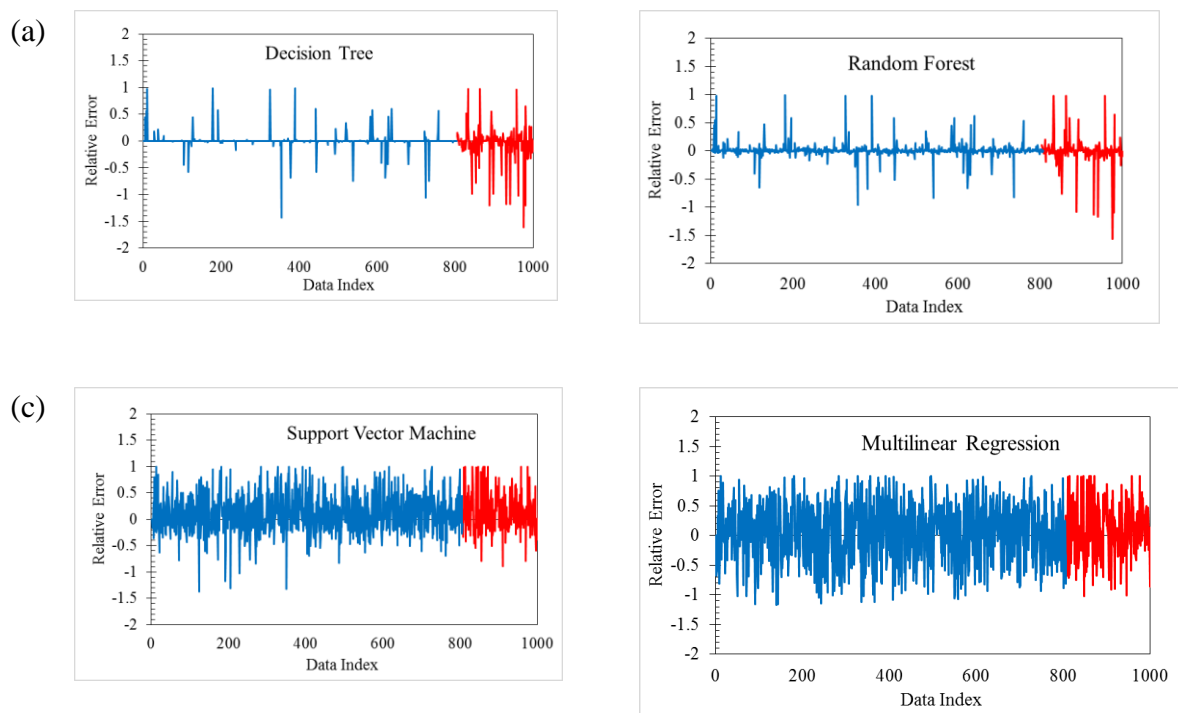 (a)
Decision Tree
Relative Error
2
1.5
1
0.5
0
-0.5
-1
-1.5
-2
0 200 400 600 800 1000
Data Index
Random Forest
Relative Error
2
1.5
1
0.5
0
-0.5
-1
-1.5
-2
0 200 400 600 800 1000
Data Index
(c)
Support Vector Machine
Relative Error
2
1.5
1
0.5
0
-0.5
-1
-1.5
-2
0 200 400 600 800 1000
Data Index
Multilinear Regression
Relative Error
2
1.5
1
0.5
0
-0.5
-1
-1.5
-2
0 200 400 600 800 1000
Data Index